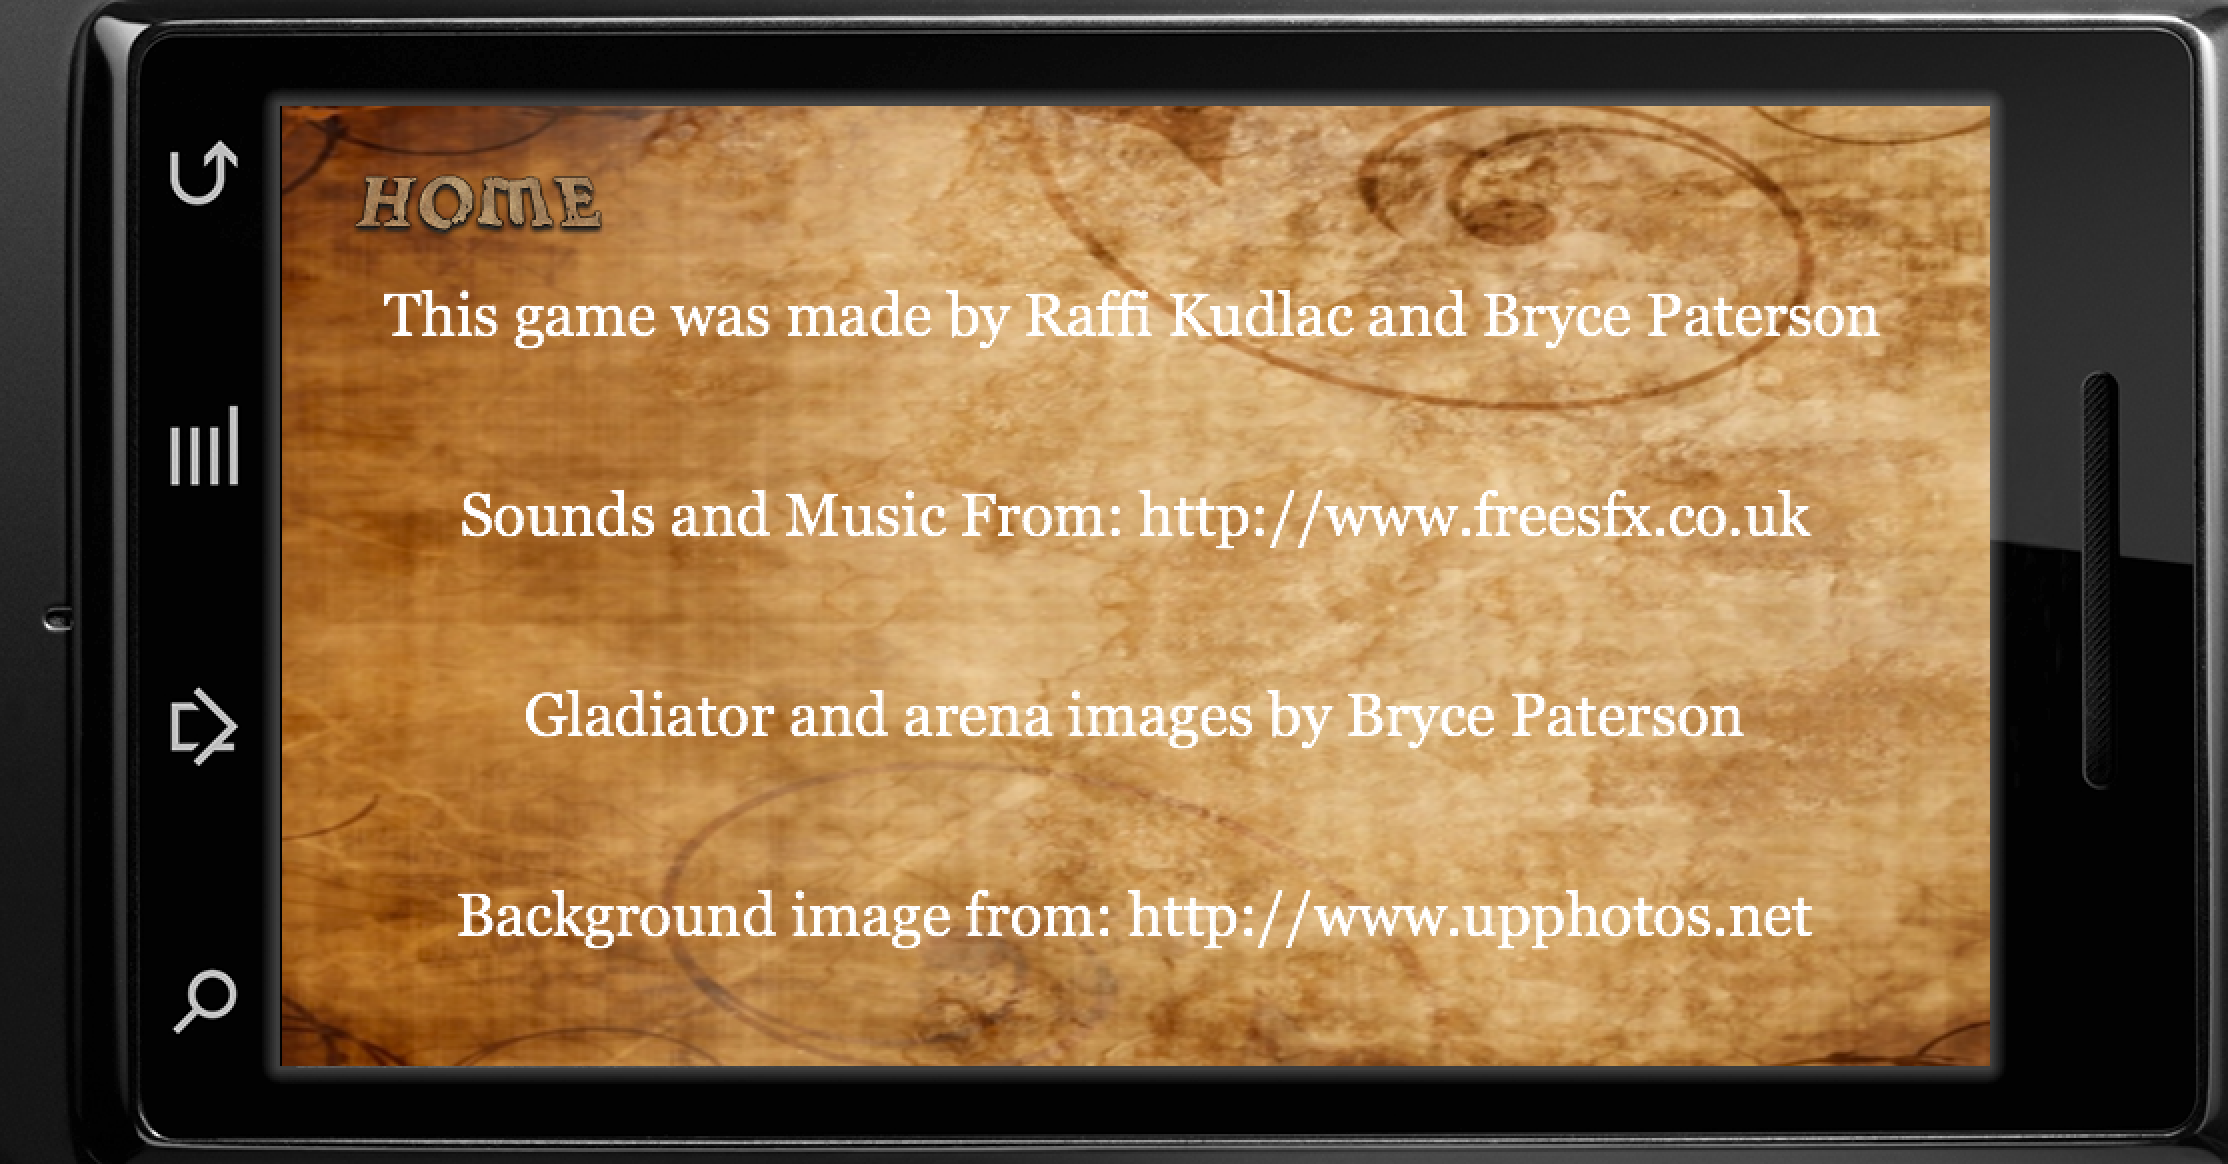 HOME
This game was made by Raffi Kudlac and Bryce Paterson
Sounds and Music From: http://www.freesfx.co.uk
Gladiator and arena images by Bryce Paterson
Background image from: http://www.upphotos.net